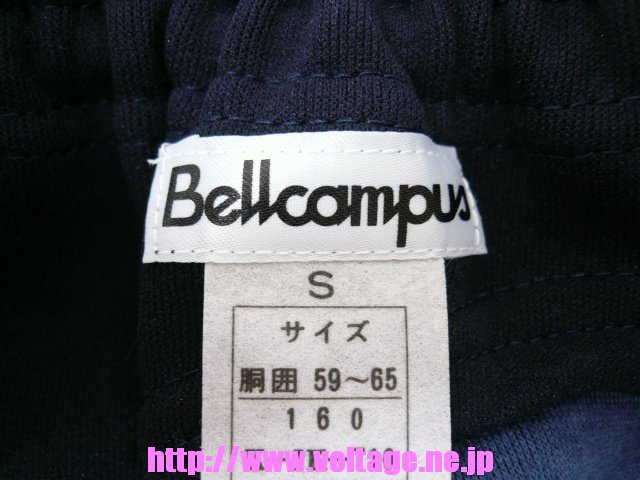 Bellcampus
S
サイズ
胴囲 59～65
160
http://www.voltage.ne.jp